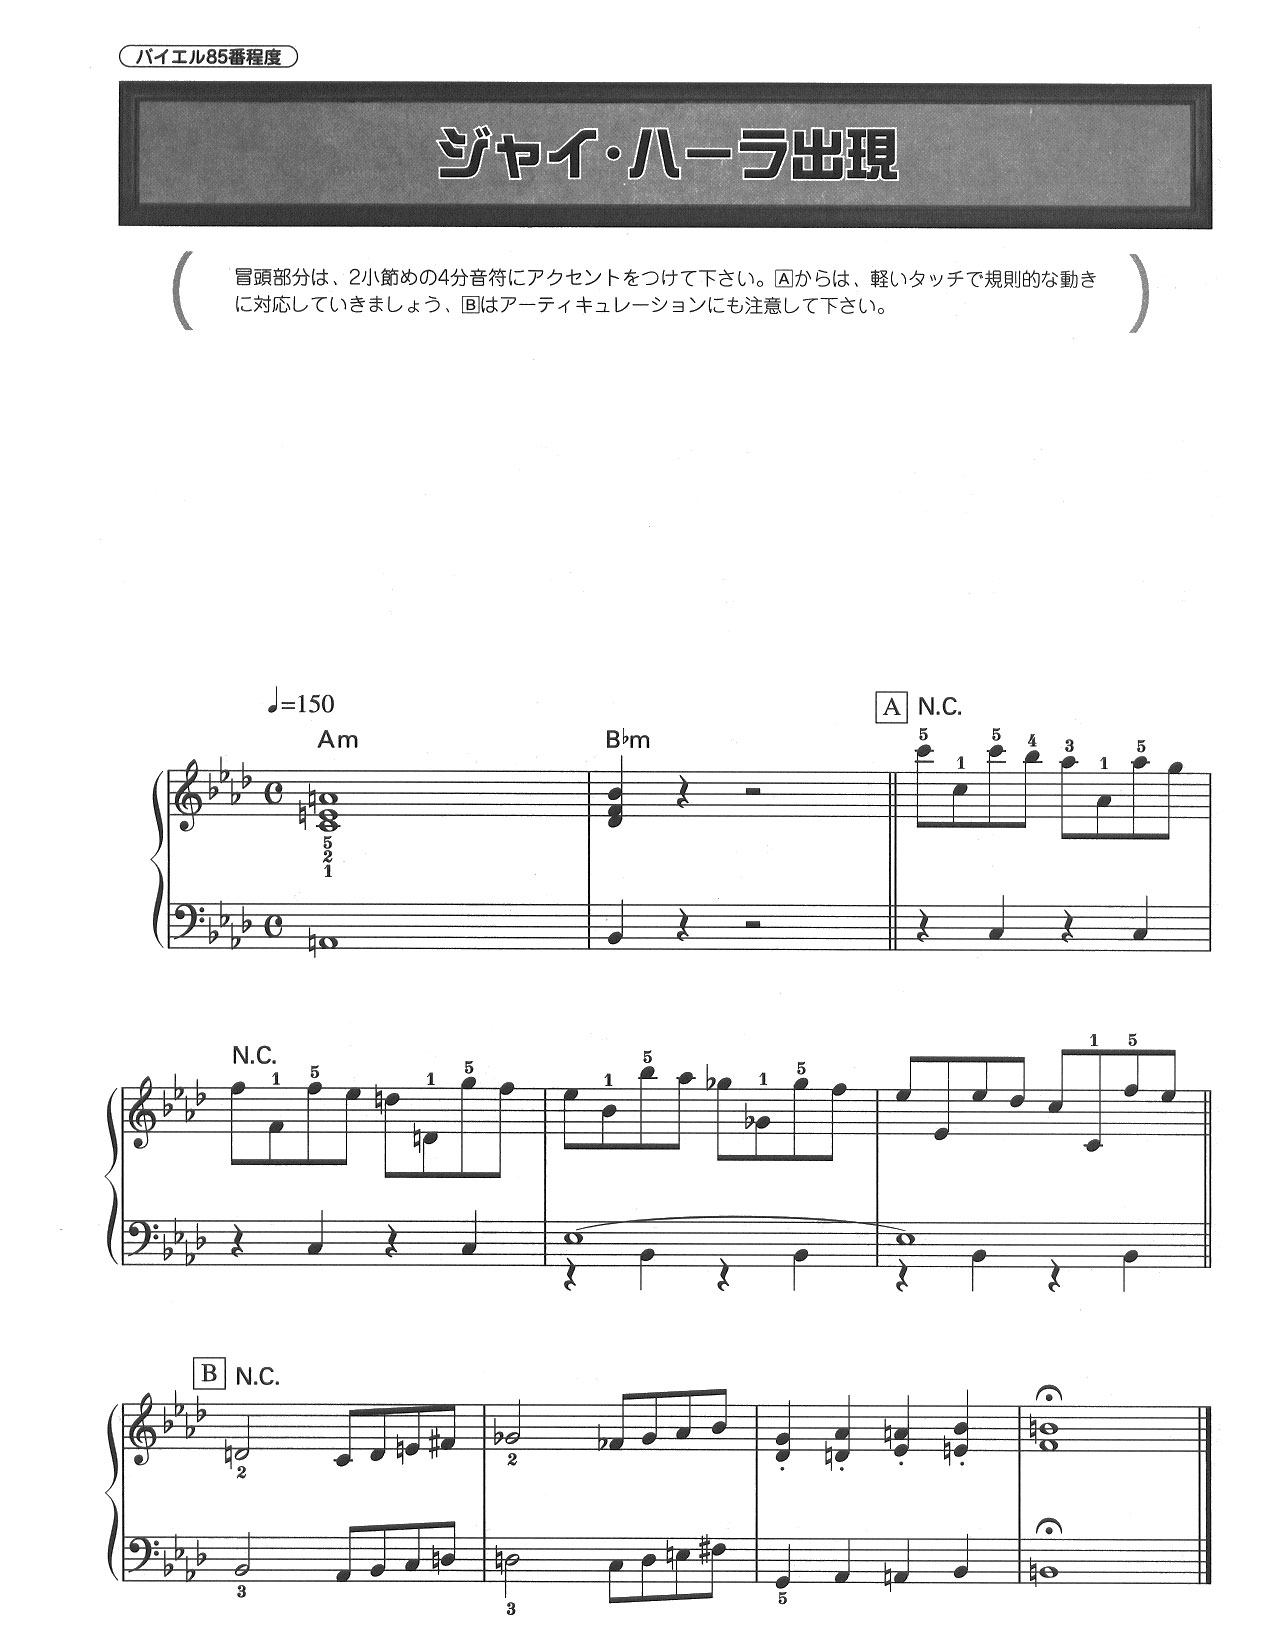 バイエル85番程度
ジャイ・ハーラ出現
冒頭部分は、2小節めの4分音符にアクセントをつけて下さい。Aからは、軽いタッチで規則的な動き
に対応していきましょう、Bはアーティキュレーションにも注意して下さい。
♩=150
A N.C.
Am B♭m
5 1 5 4 3 1 5
5
2
1
N.C.
1 5 1 5 1 5 1 5 1 5
B N.C.
2 2
3 3 5